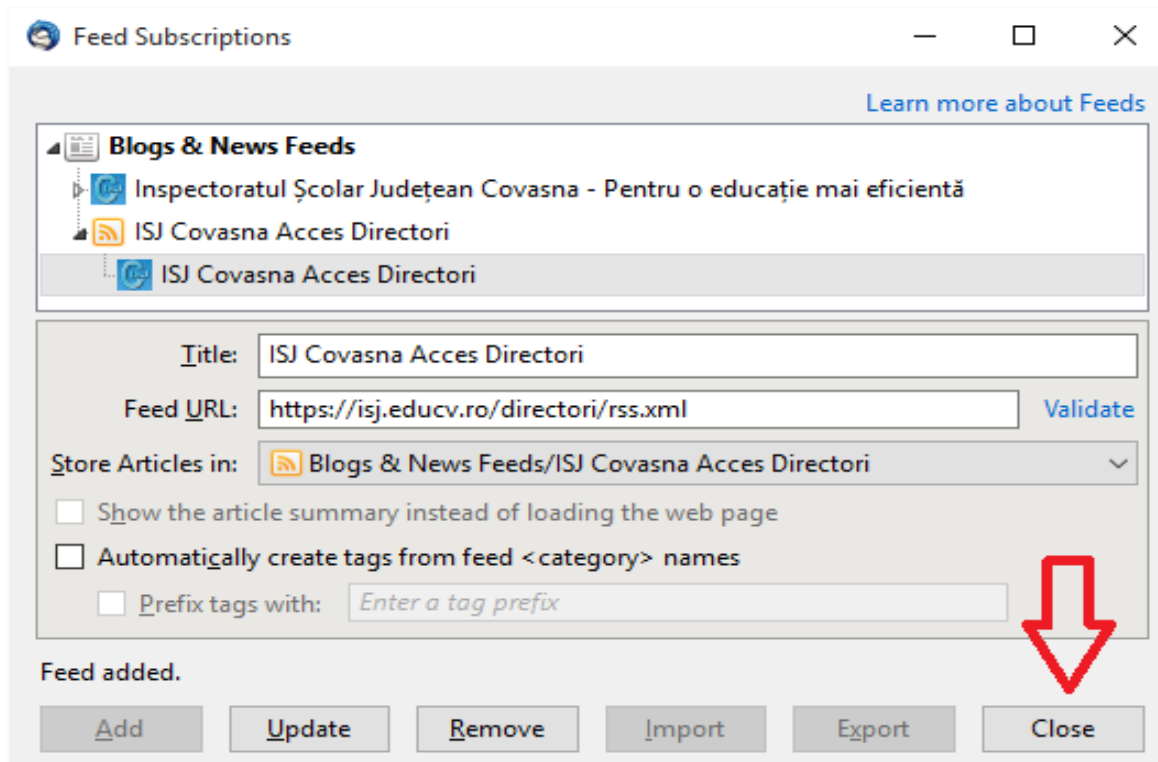 Feed Subscriptions
Learn more about Feeds
Blogs & News Feeds
Inspectoratul Școlar Județean Covasna - Pentru o educație mai eficientă
ISJ Covasna Acces Directori
ISJ Covasna Acces Directori
Title: ISJ Covasna Acces Directori
Feed URL: https://isj.educv.ro/directori/rss.xml Validate
Store Articles in: Blogs & News Feeds/ISJ Covasna Acces Directori
Show the article summary instead of loading the web page
Automatically create tags from feed <category> names
Prefix tags with: Enter a tag prefix
Feed added.
Add Update Remove Import Export Close